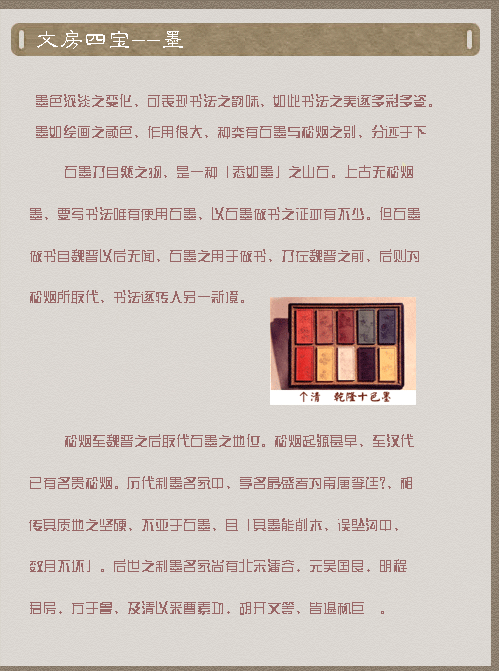 文房四宝--墨
墨色浓淡之变化、可表现书法之韵味、如此书法之美遂多彩多姿。
墨如绘画之颜色、作用很大、种类有石墨与松烟之别、分述于下
石墨乃自然之物、是一种「悉如墨」之山石。上古无松烟
墨、要写书法唯有使用石墨、以石墨做书之证亦有不少。但石墨
做书自魏晋以后无闻、石墨之用于做书、乃在魏晋之前、后则为
松烟所取代、书法遂转入另一新境。
个清 乾隆十色墨
松烟至魏晋之后取代石墨之地位。松烟起源甚早、至汉代
已有名贵松烟。历代制墨名家中、享名最盛者为南唐李廷?、相
传其质地之坚硬、不亚于石墨、且「其墨能削木、误坠沟中、
数月不坏」。后世之制墨名家尚有北宋潘谷，元吴国良，明程
君房，方于鲁、及清以来曹素功，胡开文等、皆造极巨 。